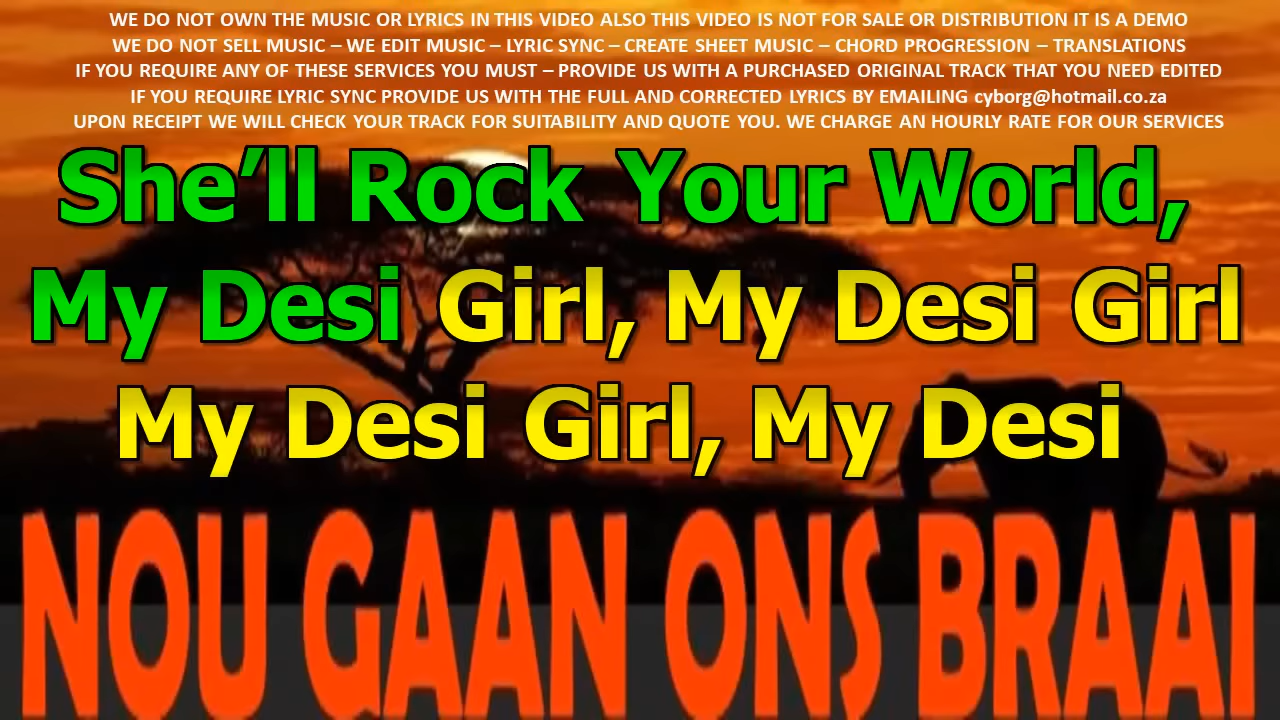 WE DO NOT OWN THE MUSIC OR LYRICS IN THIS VIDEO ALSO THIS VIDEO IS NOT FOR SALE OR DISTRIBUTION IT IS A DEMO
WE DO NOT SELL MUSIC – WE EDIT MUSIC – LYRIC SYNC – CREATE SHEET MUSIC – CHORD PROGRESSION – TRANSLATIONS
IF YOU REQUIRE ANY OF THESE SERVICES YOU MUST – PROVIDE US WITH A PURCHASED ORIGINAL TRACK THAT YOU NEED EDITED
IF YOU REQUIRE LYRIC SYNC PROVIDE US WITH THE FULL AND CORRECTED LYRICS BY EMAILING cyborg@hotmail.co.za
UPON RECEIPT WE WILL CHECK YOUR TRACK FOR SUITABILITY AND QUOTE YOU. WE CHARGE AN HOURLY RATE FOR OUR SERVICES
She’ll Rock Your World,
My Desi Girl, My Desi Girl
My Desi Girl, My Desi
NOU GAAN ONS BRAAI